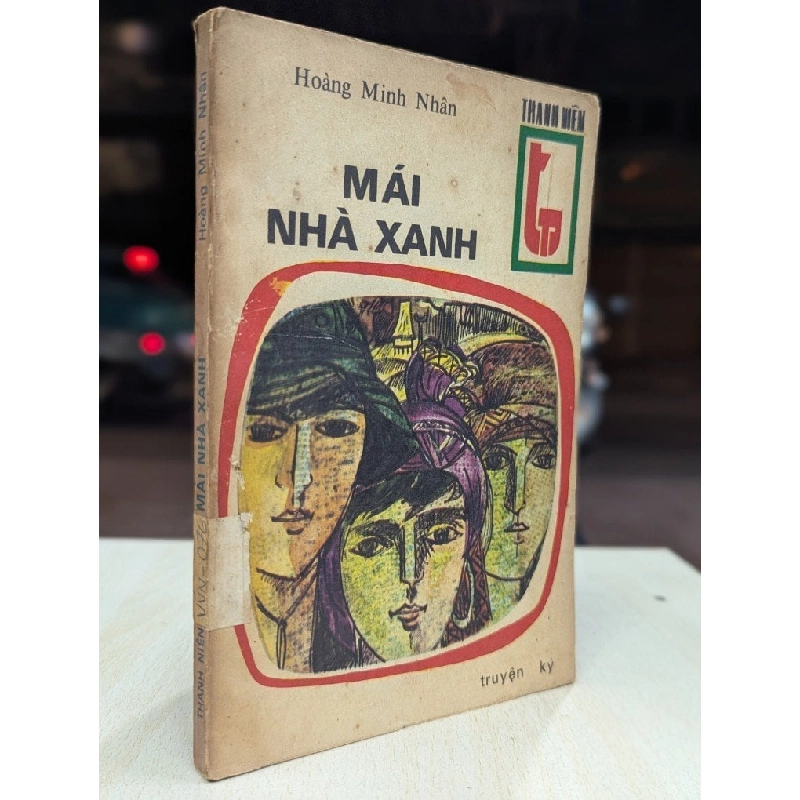 Hoàng Minh Nhân
THANH NIÊN
MÁI
NHÀ XANH
truyện ký
Hoàng Minh Nhân
MÁI NHÀ XANH
THANH NIÊN